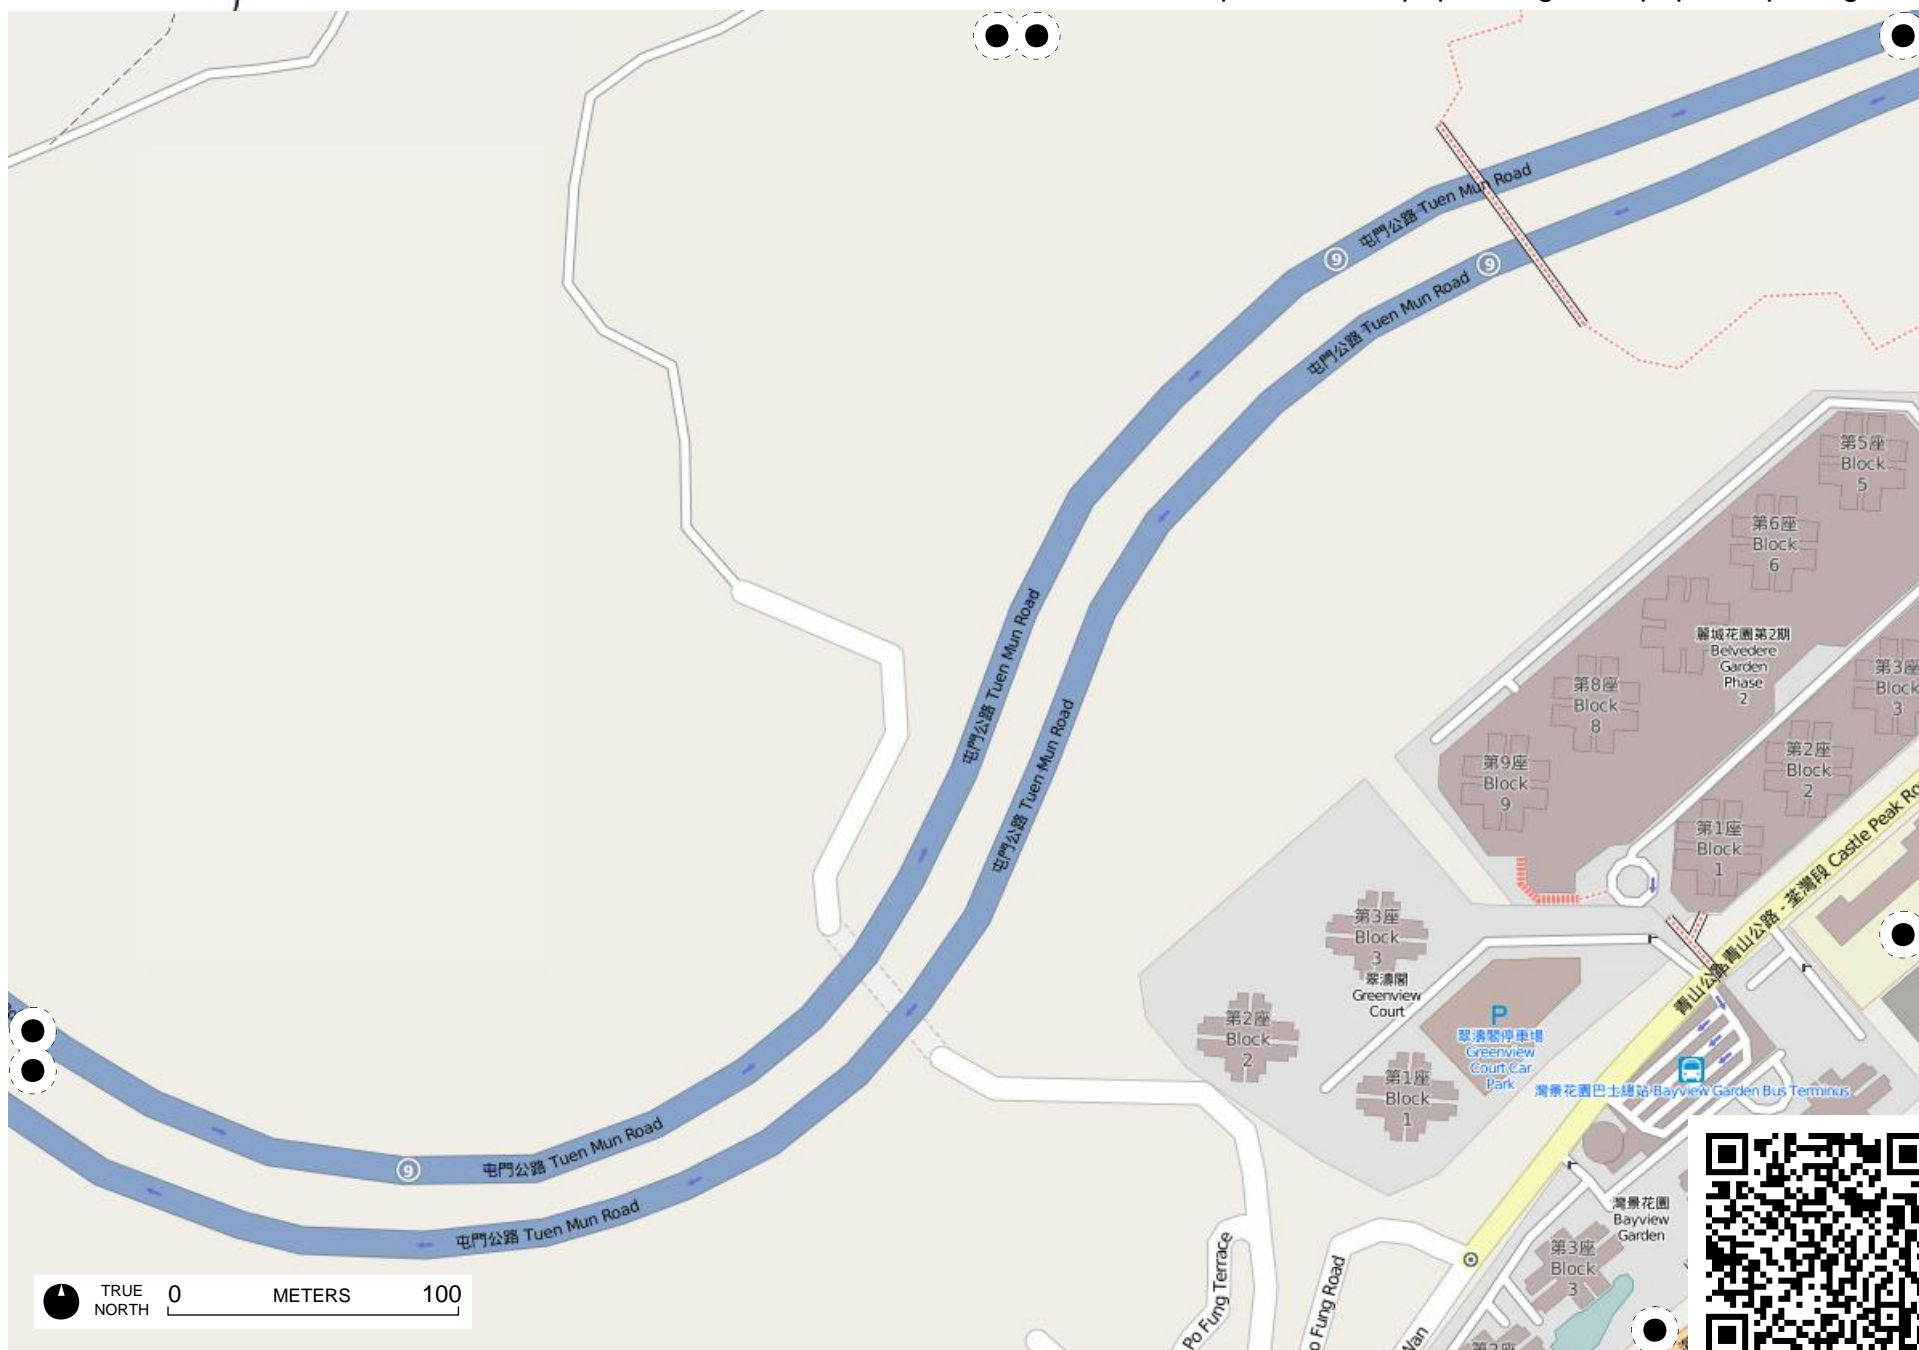 屯門公路 Tuen Mun Road
9
9
屯門公路 Tuen Mun Road
第5座
Block
5
第6座
Block
6
屯門公路 Tuen Mun Road
麗城花園第2期
Belvedere
Garden
Phase
2
第3座
Block
3
第8座
Block
8
屯門公路 Tuen Mun Road
第2座
Block
2
第9座
Block
9
第1座
Block
1
青山公路 - 荃灣段 Castle Peak Ro
青山公路
第3座
Block
3
翠濤閣
Greenview
Court
第2座
Block
2
P
翠濤閣停車場
Greenview
Court Car
Park
第1座
Block
1
灣景花園巴士總站 Bayview Garden Bus Terminus
9
屯門公路 Tuen Mun Road
屯門公路 Tuen Mun Road
灣景花園
Bayview
Garden
第3座
Block
3
Po Fung Terrace
o Fung Road
Wan
第2座
TRUE
NORTH
0 METERS 100